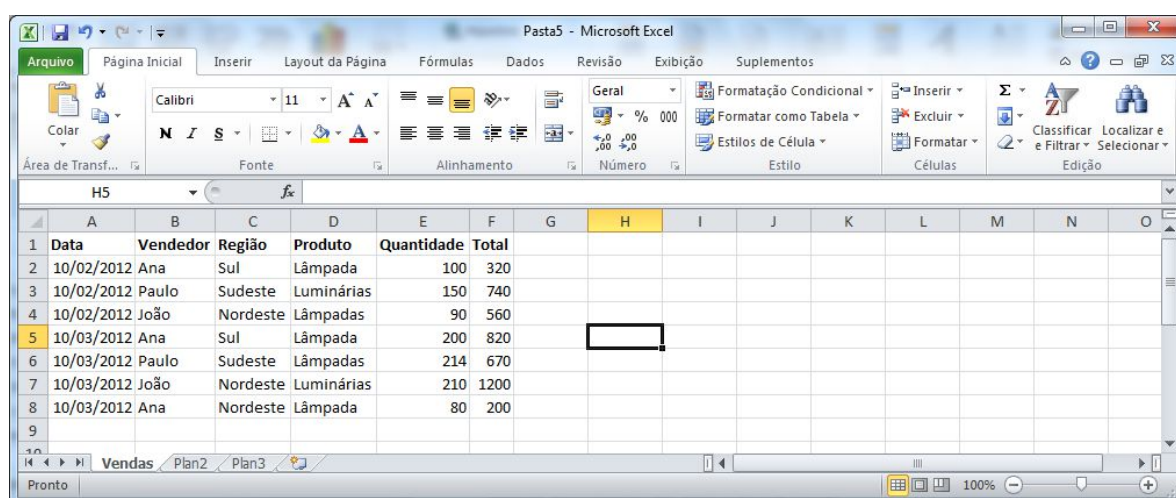 Pasta5 - Microsoft Excel
Arquivo Página Inicial Inserir Layout da Página Fórmulas Dados Revisão Exibição Suplementos
Colar
Calibri 11
N I S
Geral
% 000
Formatação Condicional
Formatar como Tabela
Estilos de Célula
Inserir
Excluir
Formatar
Σ
Classificar e Filtrar
Localizar e Selecionar
Área de Transf... Fonte Alinhamento Número Estilo Células Edição
H5 fx
A B C D E F G H I J K L M N O
1 Data Vendedor Região Produto Quantidade Total
2 10/02/2012 Ana Sul Lâmpada 100 320
3 10/02/2012 Paulo Sudeste Luminárias 150 740
4 10/02/2012 João Nordeste Lâmpadas 90 560
5 10/03/2012 Ana Sul Lâmpada 200 820
6 10/03/2012 Paulo Sudeste Lâmpadas 214 670
7 10/03/2012 João Nordeste Luminárias 210 1200
8 10/03/2012 Ana Nordeste Lâmpada 80 200
9
10
Vendas Plan2 Plan3
Pronto 100%